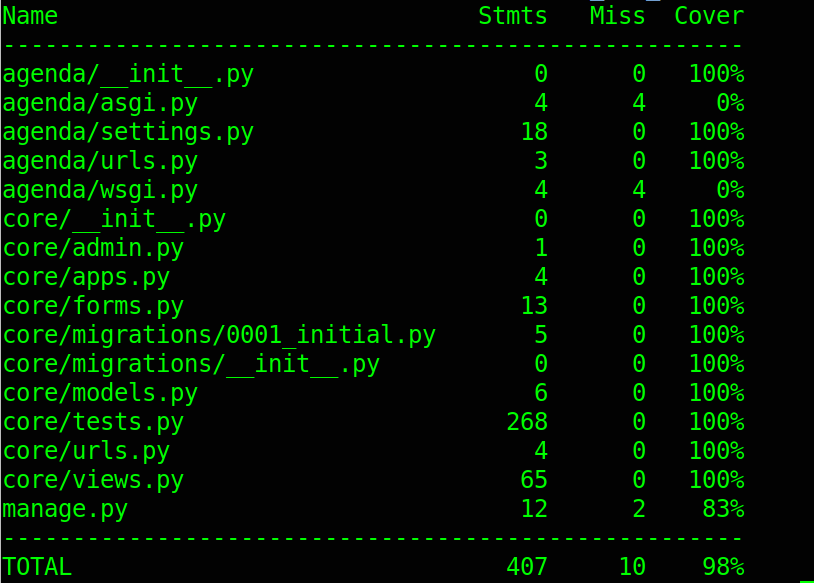 Name Stmts Miss Cover
-----------------------------------------------------
agenda/__init__.py 0 0 100%
agenda/asgi.py 4 4 0%
agenda/settings.py 18 0 100%
agenda/urls.py 3 0 100%
agenda/wsgi.py 4 4 0%
core/__init__.py 0 0 100%
core/admin.py 1 0 100%
core/apps.py 4 0 100%
core/forms.py 13 0 100%
core/migrations/0001_initial.py 5 0 100%
core/migrations/__init__.py 0 0 100%
core/models.py 6 0 100%
core/tests.py 268 0 100%
core/urls.py 4 0 100%
core/views.py 65 0 100%
manage.py 12 2 83%
-----------------------------------------------------
TOTAL 407 10 98%